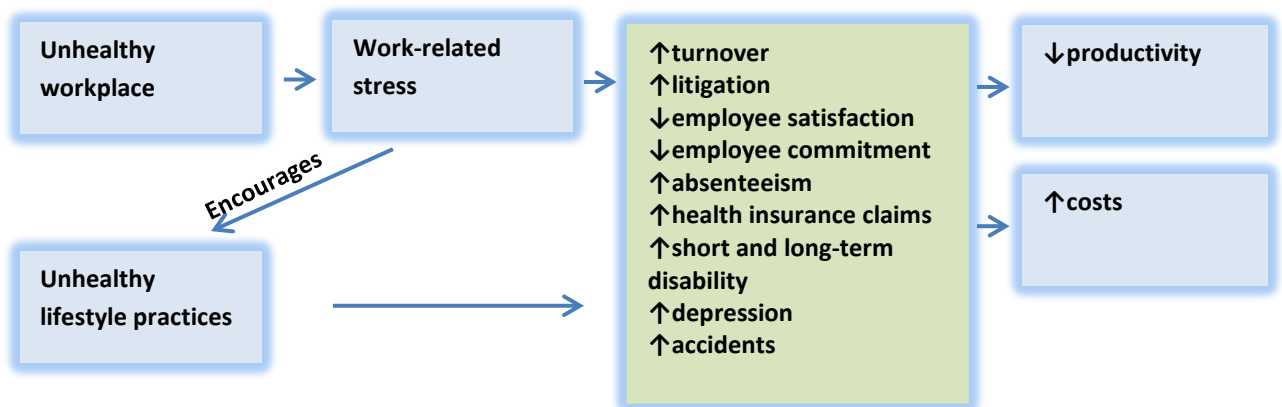 Unhealthy
workplace
Work-related
stress
↑turnover
↑litigation
↓employee satisfaction
↓employee commitment
↑absenteeism
↑health insurance claims
↑short and long-term
disability
↑depression
↑accidents
↓productivity
↑costs
Encourages
Unhealthy
lifestyle practices